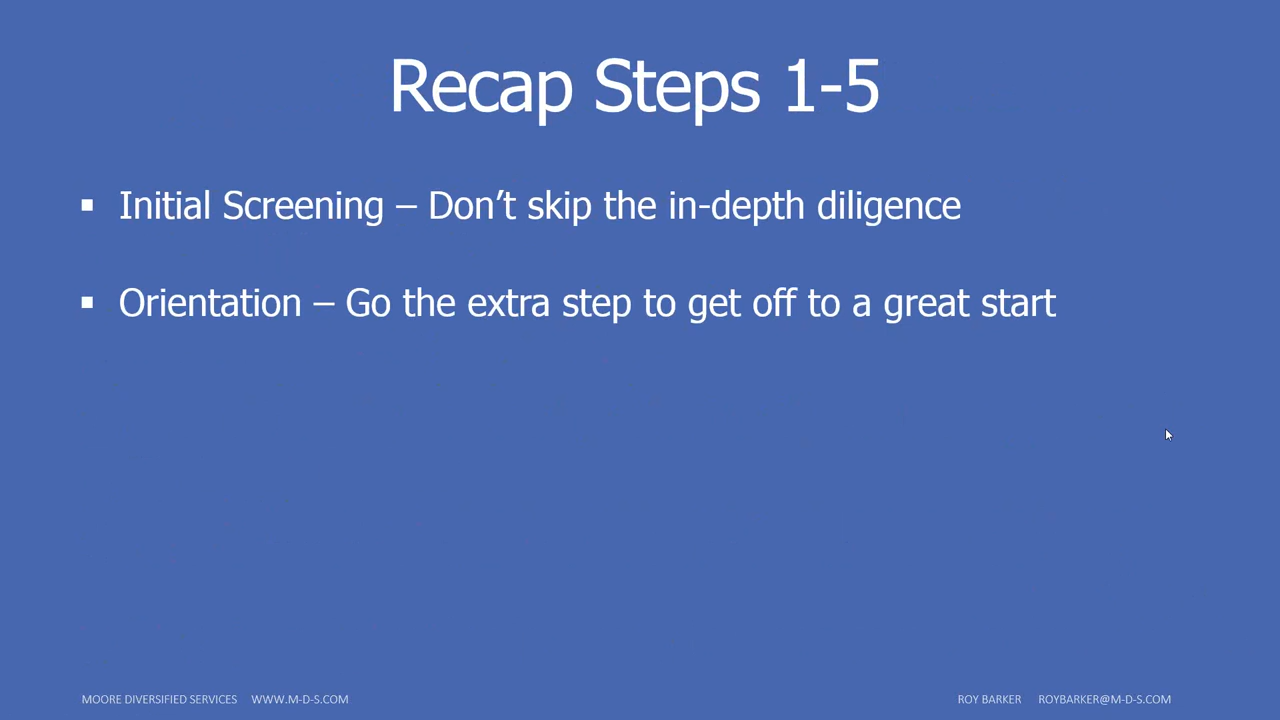 Recap Steps 1-5
▪ Initial Screening – Don’t skip the in-depth diligence
▪ Orientation – Go the extra step to get off to a great start
MOORE DIVERSIFIED SERVICES WWW.M-D-S.COM ROY BARKER ROYBARKER@M-D-S.COM